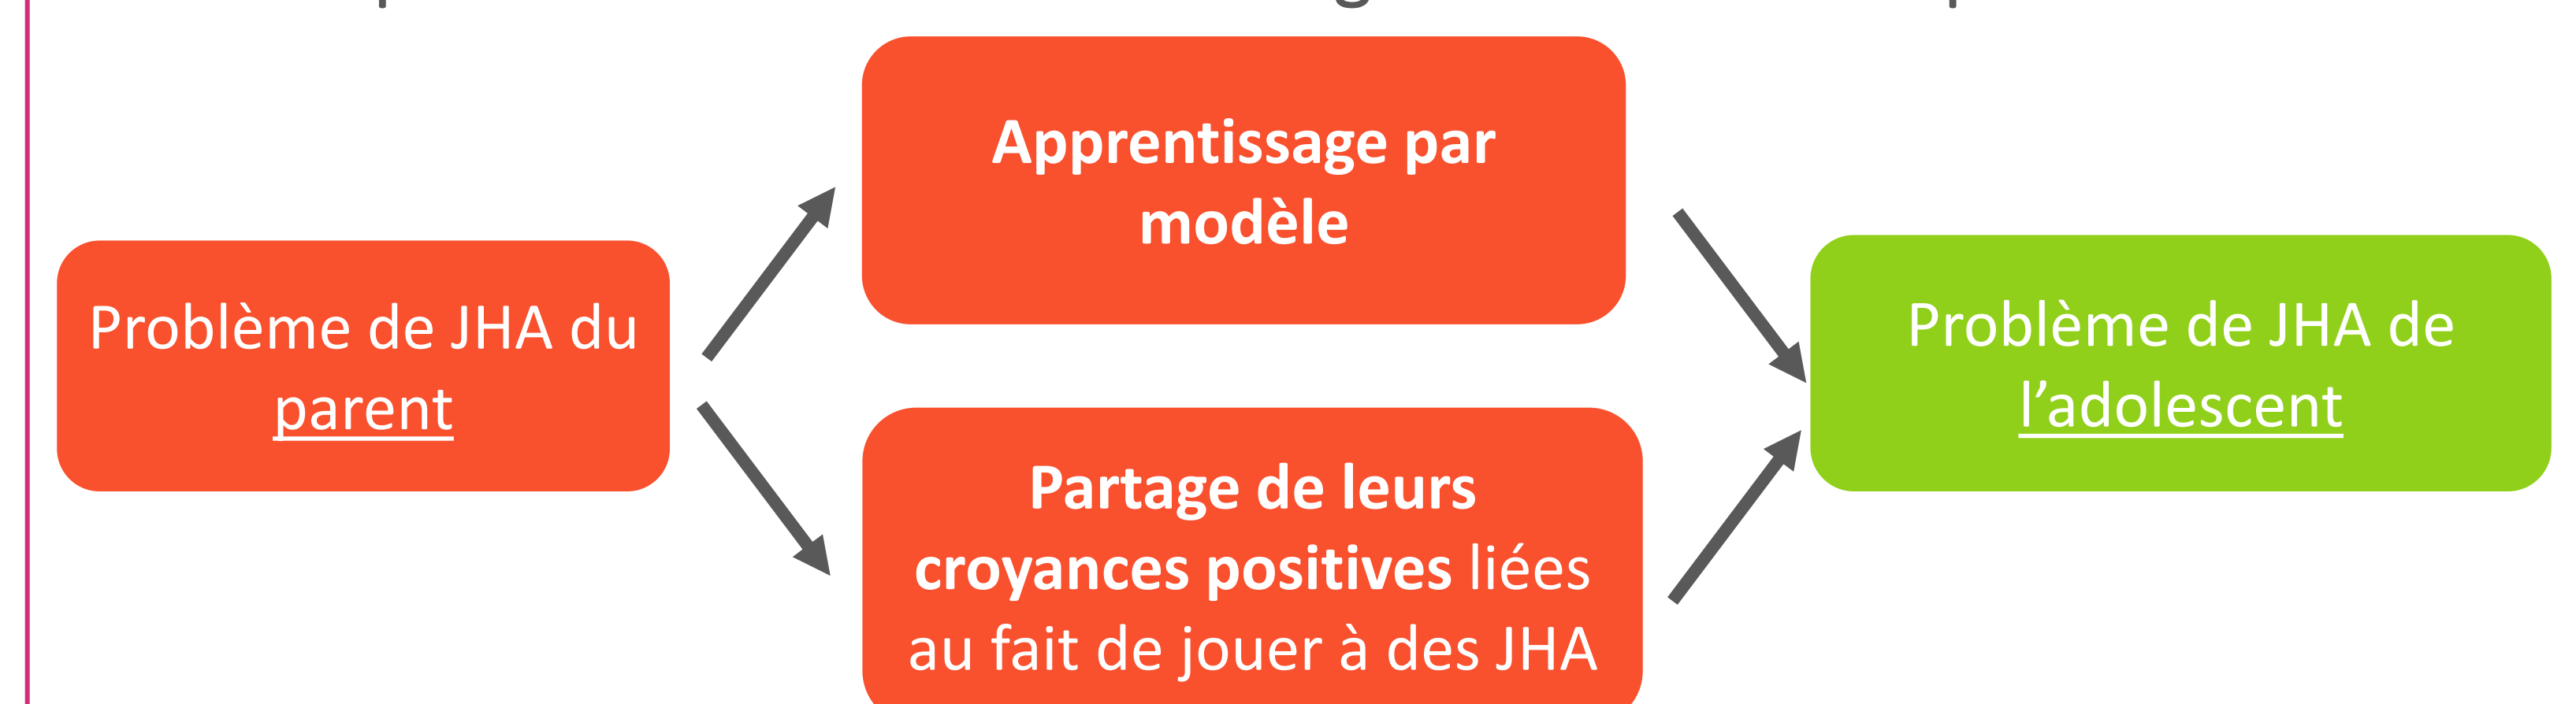 Apprentissage par
modèle
Problème de JHA du
parent
Problème de JHA de
l’adolescent
Partage de leurs
croyances positives liées
au fait de jouer à des JHA